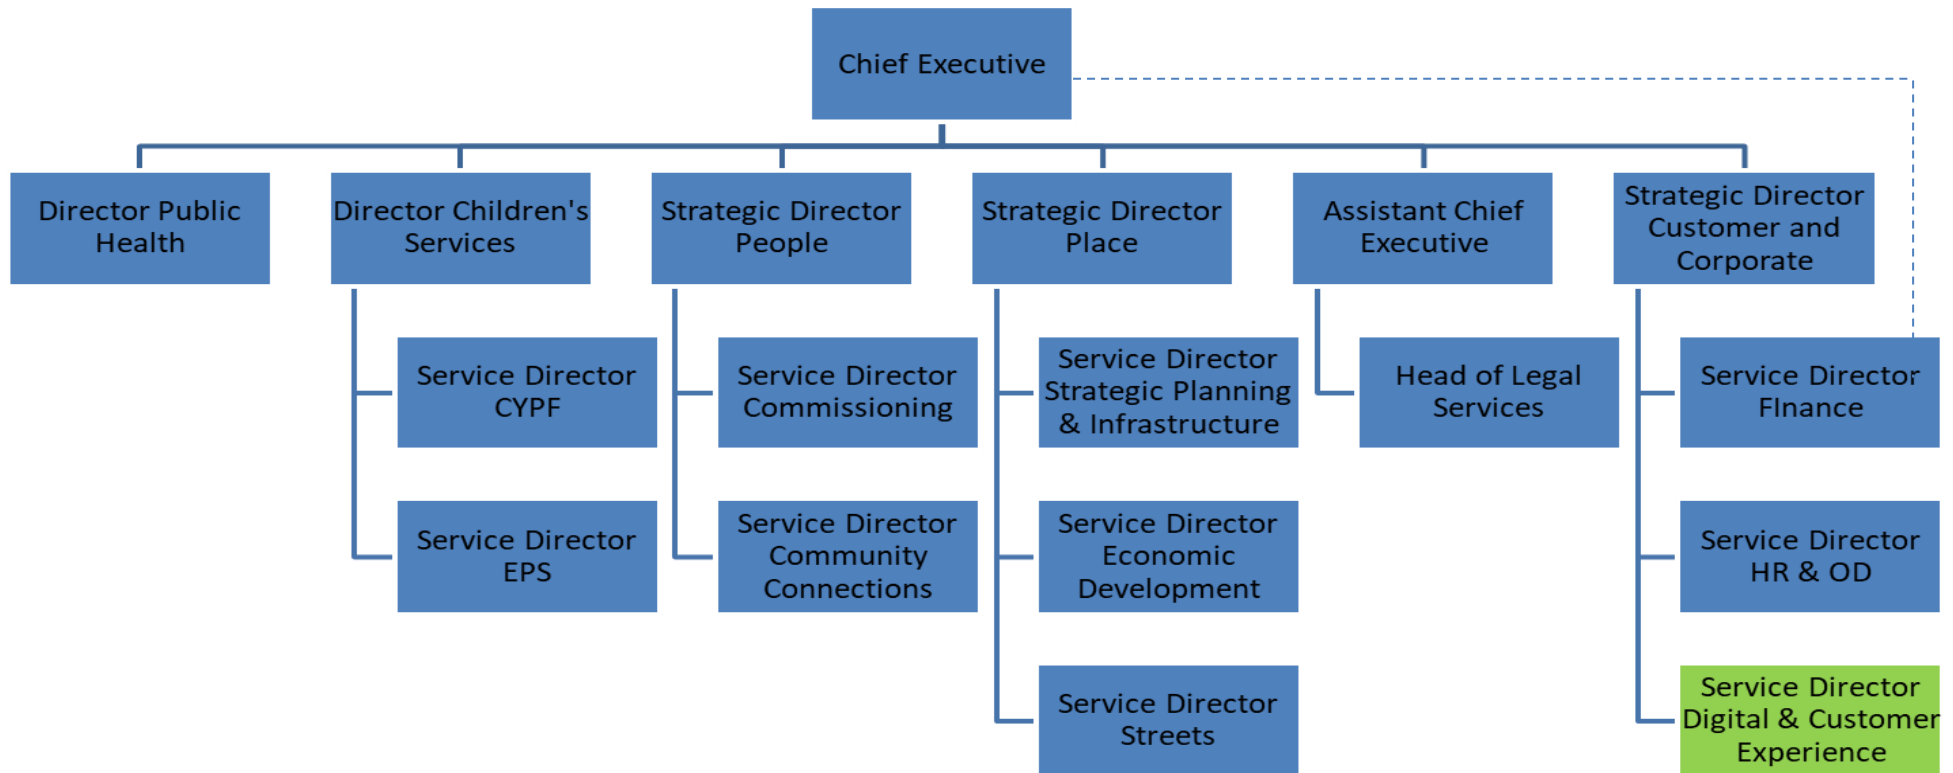 Chief Executive
Director Public
Health
Director Children's
Services
Strategic Director
People
Strategic Director
Place
Assistant Chief
Executive
Strategic Director
Customer and
Corporate
Service Director
CYPF
Service Director
Commissioning
Service Director
Strategic Planning
& Infrastructure
Head of Legal
Services
Service Director
FInance
Service Director
EPS
Service Director
Community
Connections
Service Director
Economic
Development
Service Director
HR & OD
Service Director
Streets
Service Director
Digital & Customer
Experience